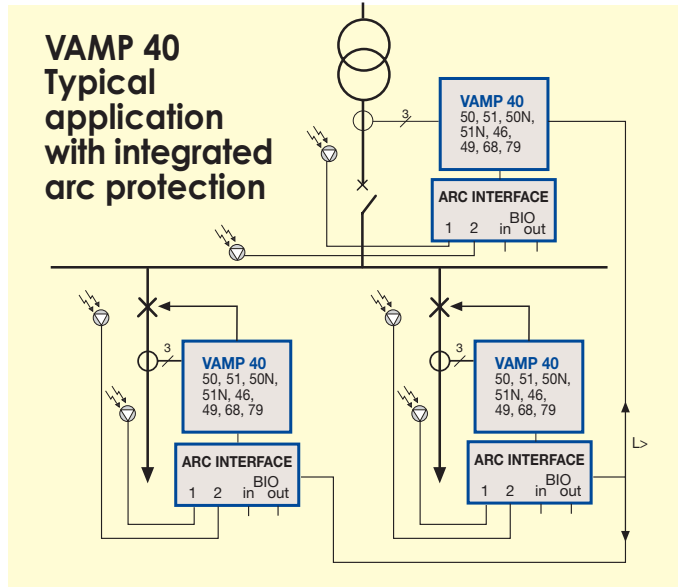 VAMP 40
Typical
application
with integrated
arc protection
3
VAMP 40
50, 51, 50N,
51N, 46,
49, 68, 79
ARC INTERFACE
BIO
1 2 in out
3
VAMP 40
50, 51, 50N,
51N, 46,
49, 68, 79
ARC INTERFACE
BIO
1 2 in out
3
VAMP 40
50, 51, 50N,
51N, 46,
49, 68, 79
ARC INTERFACE
BIO
1 2 in out
L>